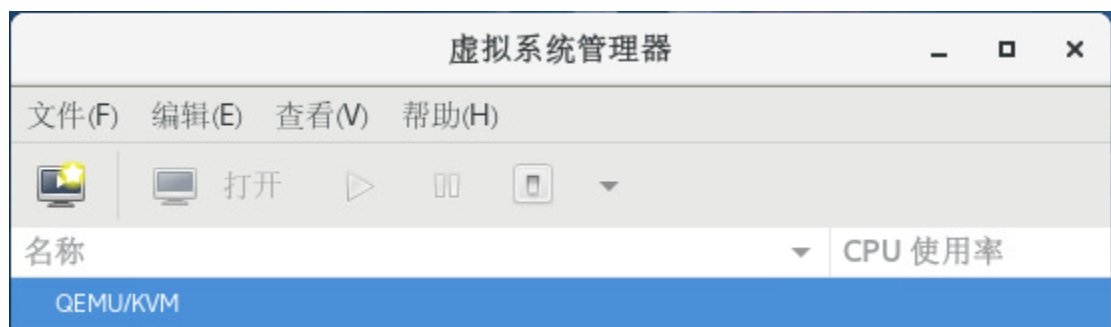 虚拟系统管理器
文件(F) 编辑(E) 查看(V) 帮助(H)
打开
名称 CPU 使用率
QEMU/KVM